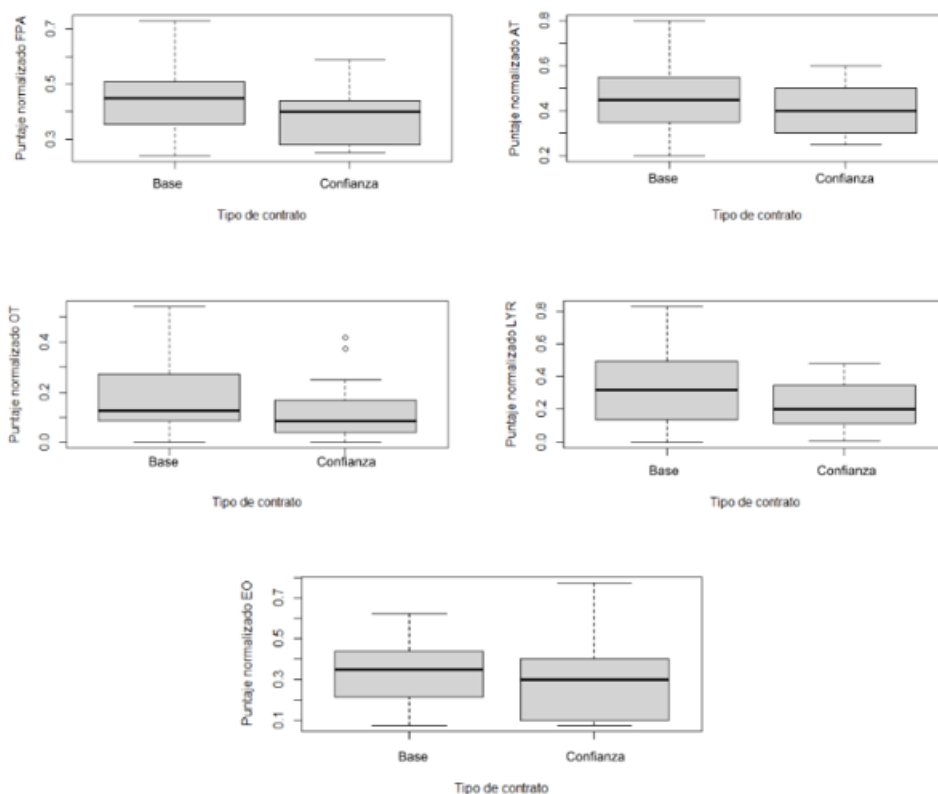 Puntaje normalizado FPA
0.7
0.5
0.3
Base Confianza
Tipo de contrato
Puntaje normalizado AT
0.8
0.6
0.4
0.2
Base Confianza
Tipo de contrato
Puntaje normalizado OT
0.4
0.2
0.0
Base Confianza
Tipo de contrato
Puntaje normalizado LYR
0.8
0.6
0.4
0.2
0.0
Base Confianza
Tipo de contrato
Puntaje normalizado EO
0.7
0.5
0.3
0.1
Base Confianza
Tipo de contrato